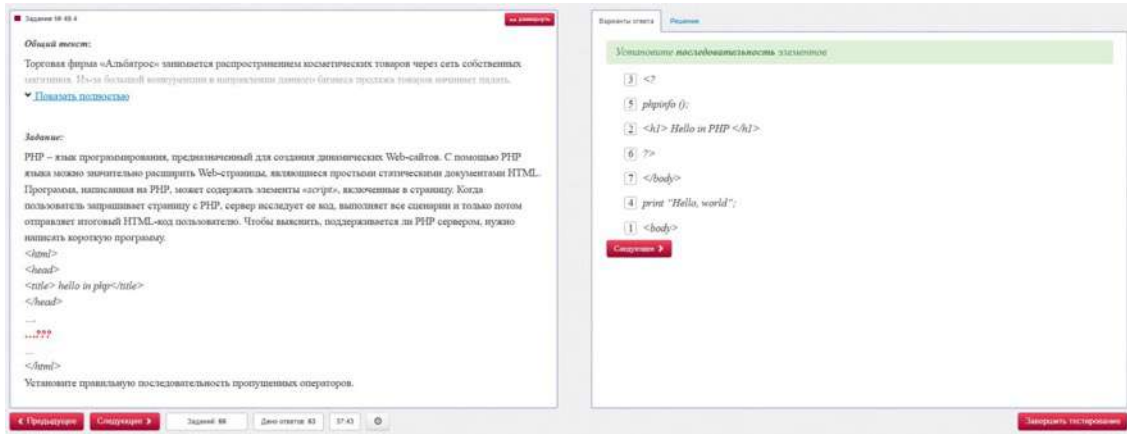 Задание № 48.4
развернуть
Общий текст:
Торговая фирма «Альбатрос» занимается распространением косметических товаров через сеть собственных
магазинов. Из-за большой конкуренции в направлении данного бизнеса продажа товаров начинает падать.
Показать полностью
Задание:
PHP – язык программирования, предназначенный для создания динамических Web-сайтов. С помощью PHP
языка можно значительно расширить Web-страницы, являющиеся простыми статическими документами HTML.
Программа, написанная на PHP, может содержать элементы «script», включенные в страницу. Когда
пользователь запрашивает страницу с PHP, сервер исследует ее код, выполняет все сценарии и только потом
отправляет итоговый HTML-код пользователю. Чтобы выяснить, поддерживается ли PHP сервером, нужно
написать короткую программу.
<html>
<head>
<title> hello in php</title>
</head>
…
…???
…
</html>
Установите правильную последовательность пропущенных операторов.
Варианты ответа
Решение
Установите последовательность элементов
3 <?
5 phpinfo ();
2 <h1> Hello in PHP </h1>
6 ?>
7 </body>
4 print "Hello, world";
1 <body>
Следующее
Предыдущее
Следующее
Заданий: 66
Дано ответов: 63
57:43
Завершить тестирование